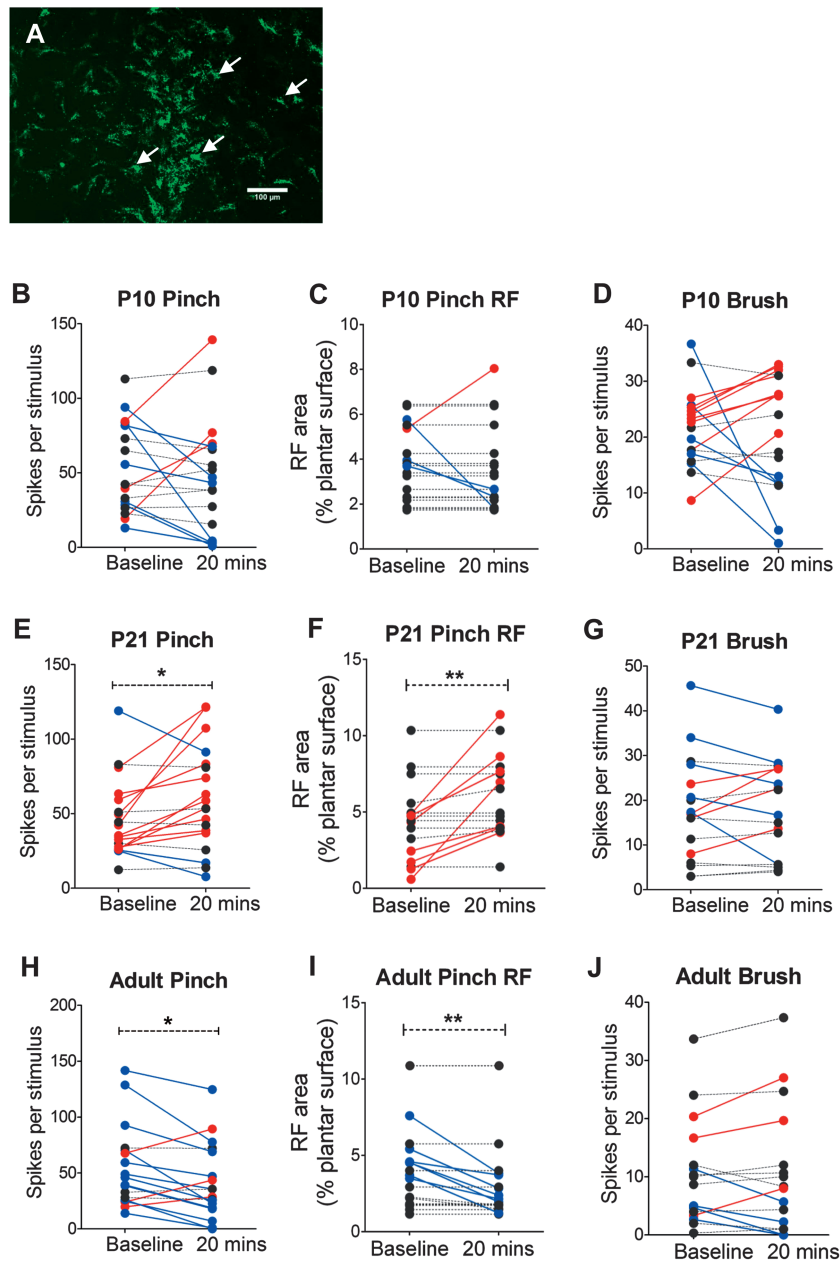 A
100 µm
B
P10 Pinch
Spikes per stimulus
150
100
50
0
Baseline 20 mins
C
P10 Pinch RF
RF area
(% plantar surface)
10
8
6
4
2
0
Baseline 20 mins
D
P10 Brush
Spikes per stimulus
40
30
20
10
0
Baseline 20 mins
E
P21 Pinch
Spikes per stimulus
150
100
50
0
*
Baseline 20 mins
F
P21 Pinch RF
RF area
(% plantar surface)
15
10
5
0
**
Baseline 20 mins
G
P21 Brush
Spikes per stimulus
50
40
30
20
10
0
Baseline 20 mins
H
Adult Pinch
Spikes per stimulus
200
150
100
50
0
*
Baseline 20 mins
I
Adult Pinch RF
RF area
(% plantar surface)
15
10
5
0
**
Baseline 20 mins
J
Adult Brush
Spikes per stimulus
40
30
20
10
0
Baseline 20 mins